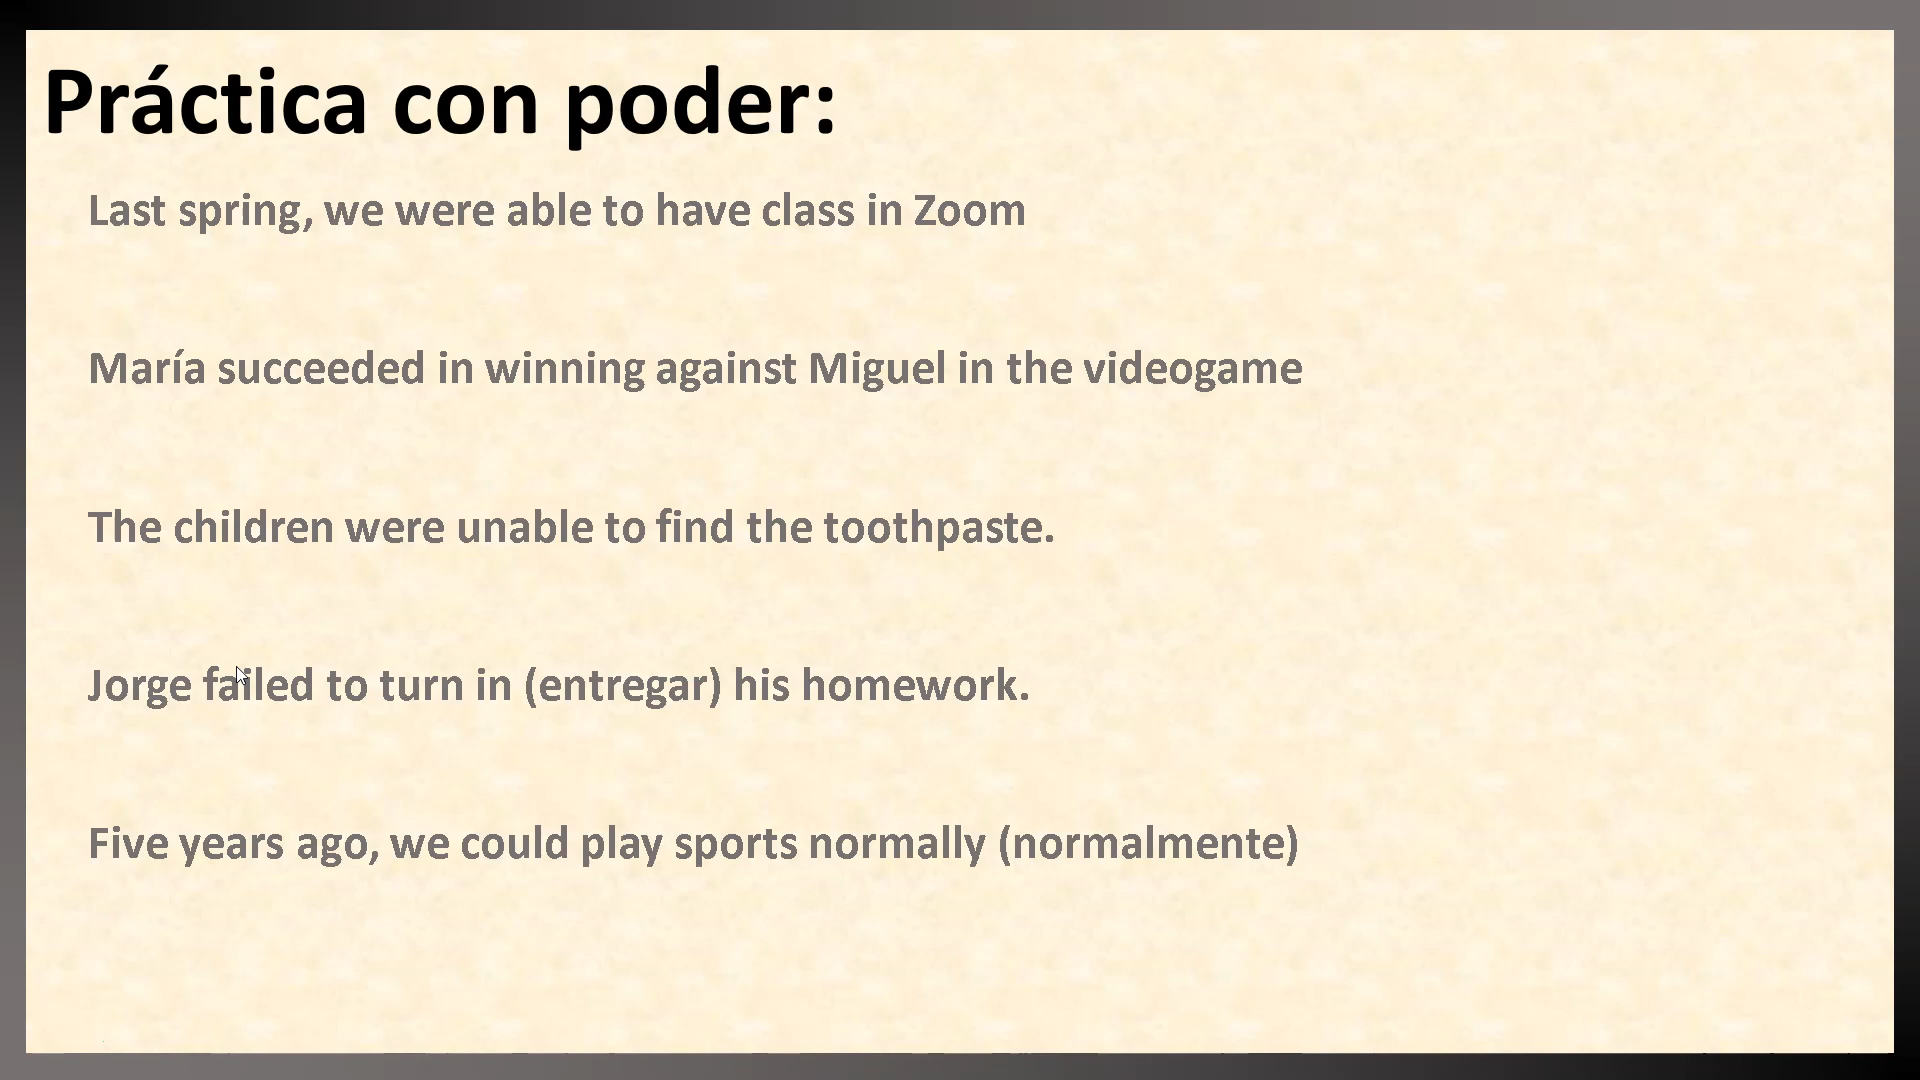 Práctica con poder:
Last spring, we were able to have class in Zoom
María succeeded in winning against Miguel in the videogame
The children were unable to find the toothpaste.
Jorge failed to turn in (entregar) his homework.
Five years ago, we could play sports normally (normalmente)